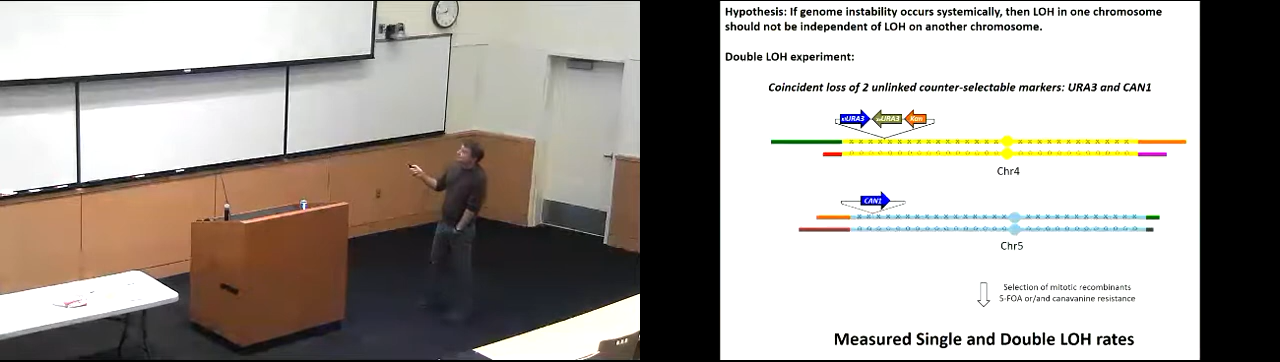 Hypothesis: If genome instability occurs systemically, then LOH in one chromosome
should not be independent of LOH on another chromosome.
Double LOH experiment:
Coincident loss of 2 unlinked counter-selectable markers: URA3 and CAN1
URA3 URA3 Kan
Chr4
CAN1
Chr5
Selection of mitotic recombinants
5-FOA or/and canavanine resistance
Measured Single and Double LOH rates